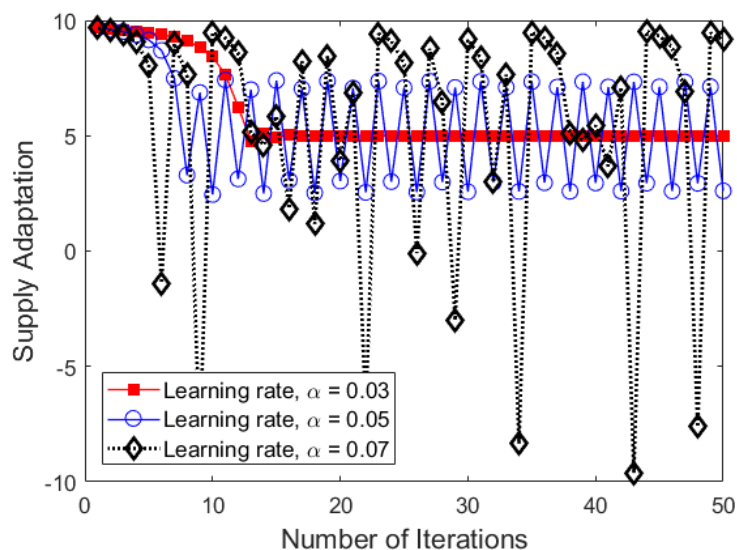 10
5
0
-5
-10
Supply Adaptation
Learning rate, α = 0.03
Learning rate, α = 0.05
Learning rate, α = 0.07
0 10 20 30 40 50
Number of Iterations